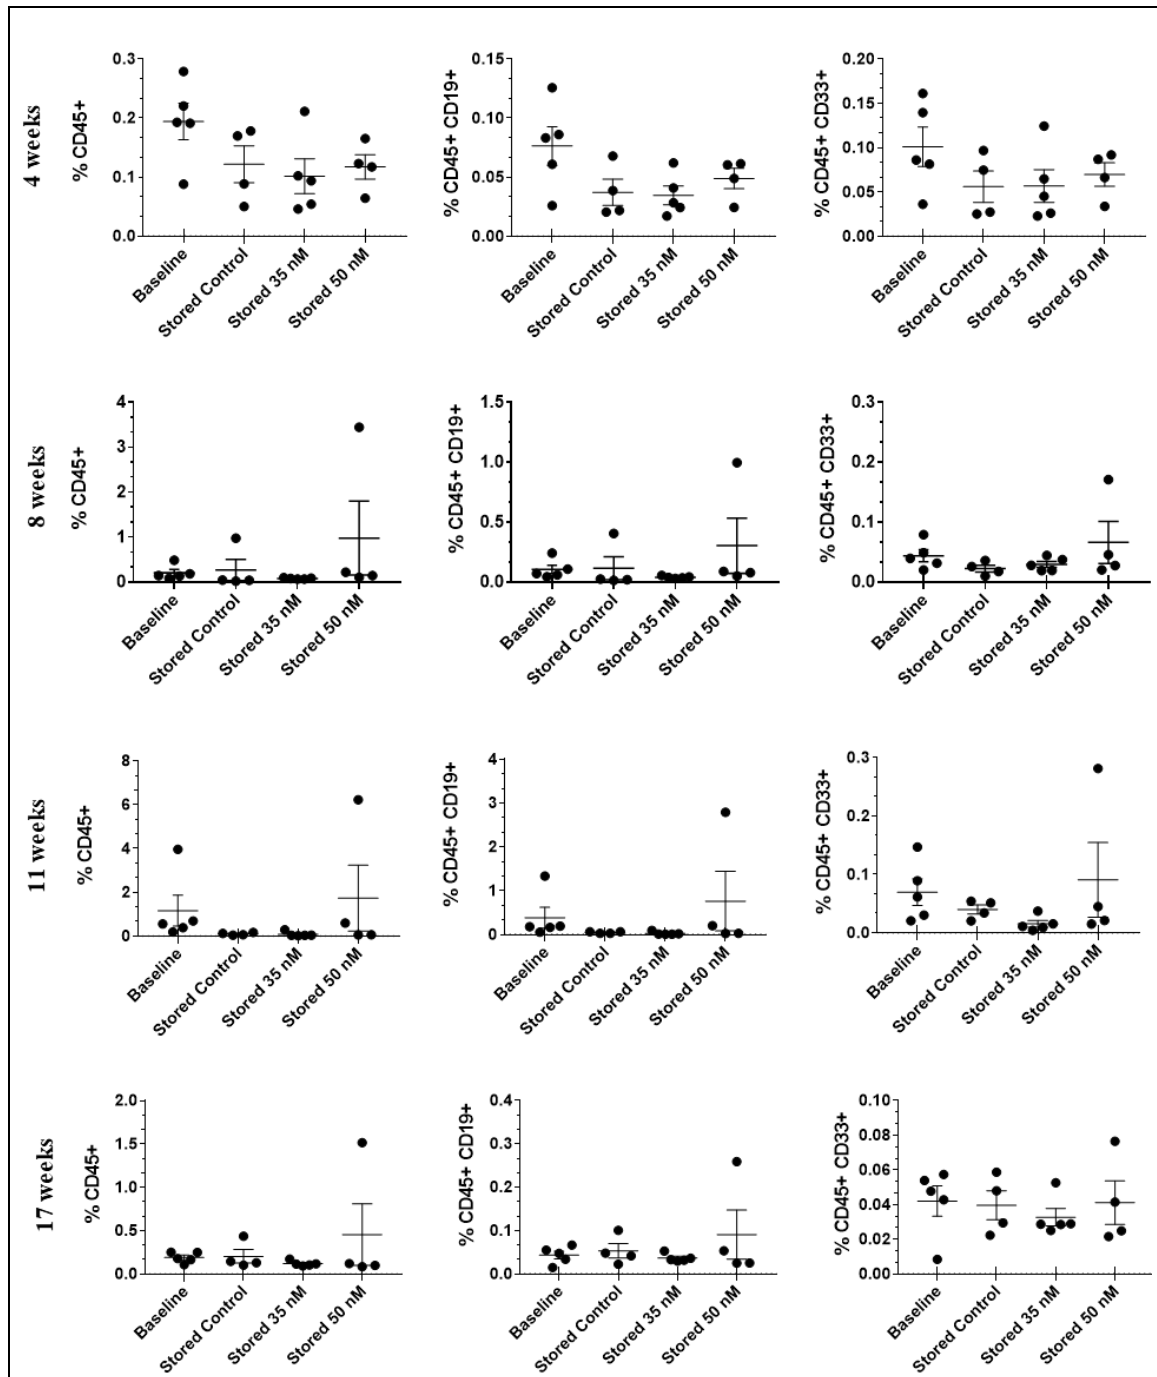 4 weeks
% CD45+
0.3
0.2
0.1
0.0
Baseline
Stored Control
Stored 35 nM
Stored 50 nM
% CD45+ CD19+
0.15
0.10
0.05
0.00
Baseline
Stored Control
Stored 35 nM
Stored 50 nM
% CD45+ CD33+
0.20
0.15
0.10
0.05
0.00
Baseline
Stored Control
Stored 35 nM
Stored 50 nM
8 weeks
% CD45+
4
3
2
1
0
Baseline
Stored Control
Stored 35 nM
Stored 50 nM
% CD45+ CD19+
1.5
1.0
0.5
0.0
Baseline
Stored Control
Stored 35 nM
Stored 50 nM
% CD45+ CD33+
0.3
0.2
0.1
0.0
Baseline
Stored Control
Stored 35 nM
Stored 50 nM
11 weeks
% CD45+
8
6
4
2
0
Baseline
Stored Control
Stored 35 nM
Stored 50 nM
% CD45+ CD19+
4
3
2
1
0
Baseline
Stored Control
Stored 35 nM
Stored 50 nM
% CD45+ CD33+
0.3
0.2
0.1
0.0
Baseline
Stored Control
Stored 35 nM
Stored 50 nM
17 weeks
% CD45+
2.0
1.5
1.0
0.5
0.0
Baseline
Stored Control
Stored 35 nM
Stored 50 nM
% CD45+ CD19+
0.4
0.3
0.2
0.1
0.0
Baseline
Stored Control
Stored 35 nM
Stored 50 nM
% CD45+ CD33+
0.10
0.08
0.06
0.04
0.02
0.00
Baseline
Stored Control
Stored 35 nM
Stored 50 nM